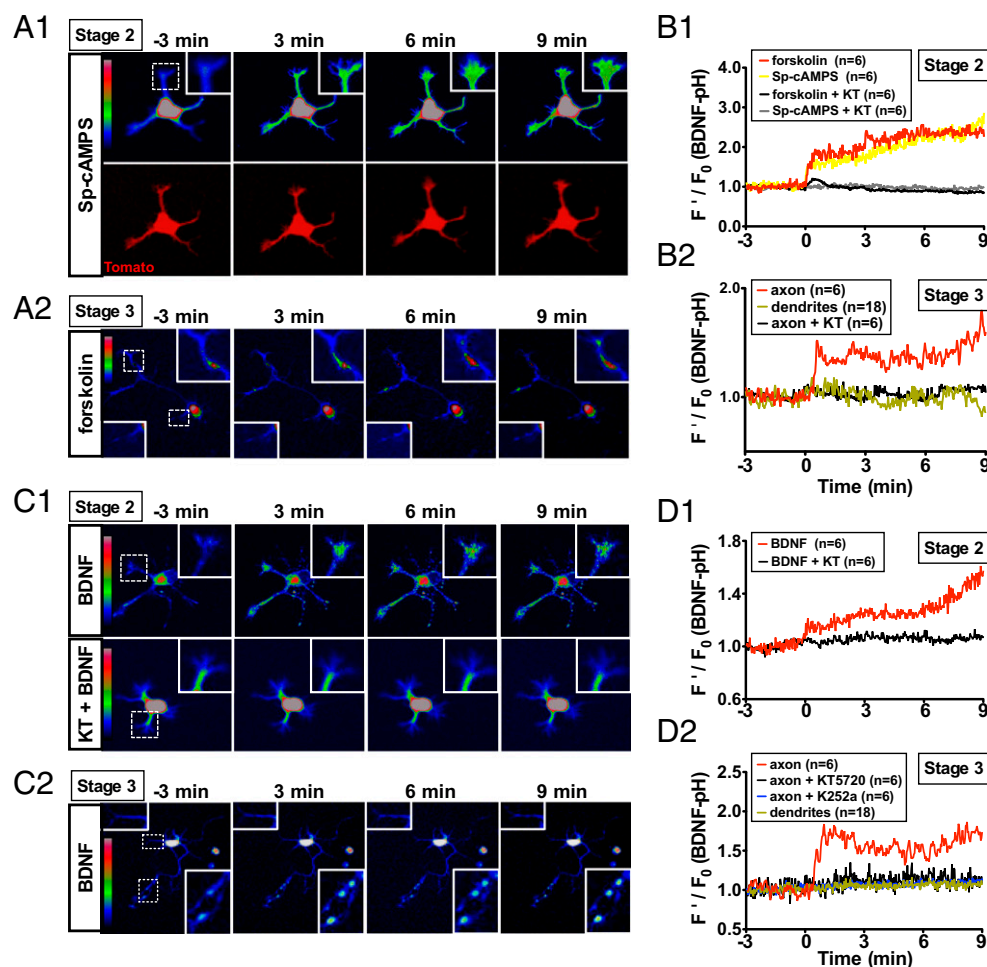 A1
Stage 2
-3 min 3 min 6 min 9 min
Sp-cAMPS
Tomato
A2
Stage 3
-3 min 3 min 6 min 9 min
forskolin
C1
Stage 2
-3 min 3 min 6 min 9 min
BDNF
KT + BDNF
C2
Stage 3
-3 min 3 min 6 min 9 min
BDNF
B1
forskolin (n=6)
Sp-cAMPS (n=6)
forskolin + KT (n=6)
Sp-cAMPS + KT (n=6)
Stage 2
F ' / F0 (BDNF-pH)
4.0
3.0
2.0
1.0
0.0
-3 0 3 6 9
B2
axon (n=6)
dendrites (n=18)
axon + KT (n=6)
Stage 3
F ' / F0 (BDNF-pH)
2.0
1.0
-3 0 3 6 9
Time (min)
D1
BDNF (n=6)
BDNF + KT (n=6)
Stage 2
F ' / F0 (BDNF-pH)
1.8
1.4
1.0
0.6
-3 0 3 6 9
D2
axon (n=6)
axon + KT5720 (n=6)
axon + K252a (n=6)
dendrites (n=18)
Stage 3
F ' / F0 (BDNF-pH)
2.5
2.0
1.5
1.0
0.5
-3 0 3 6 9
Time (min)